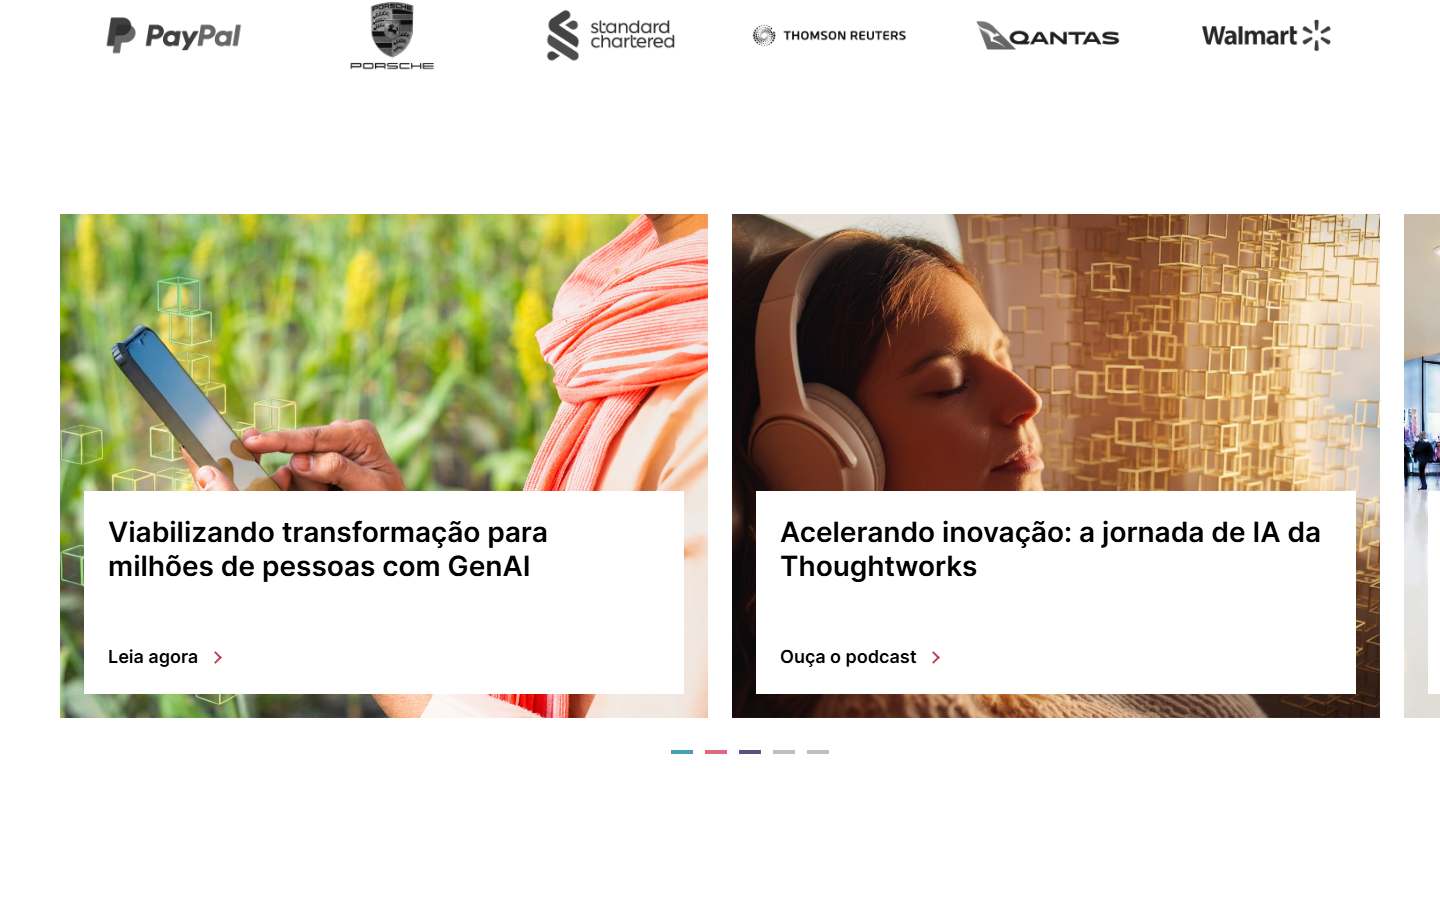 PayPal
PORSCHE
PORSCHE
standard
chartered
THOMSON REUTERS
QANTAS
Walmart
Viabilizando transformação para
milhões de pessoas com GenAI
Leia agora
Acelerando inovação: a jornada de IA da
Thoughtworks
Ouça o podcast